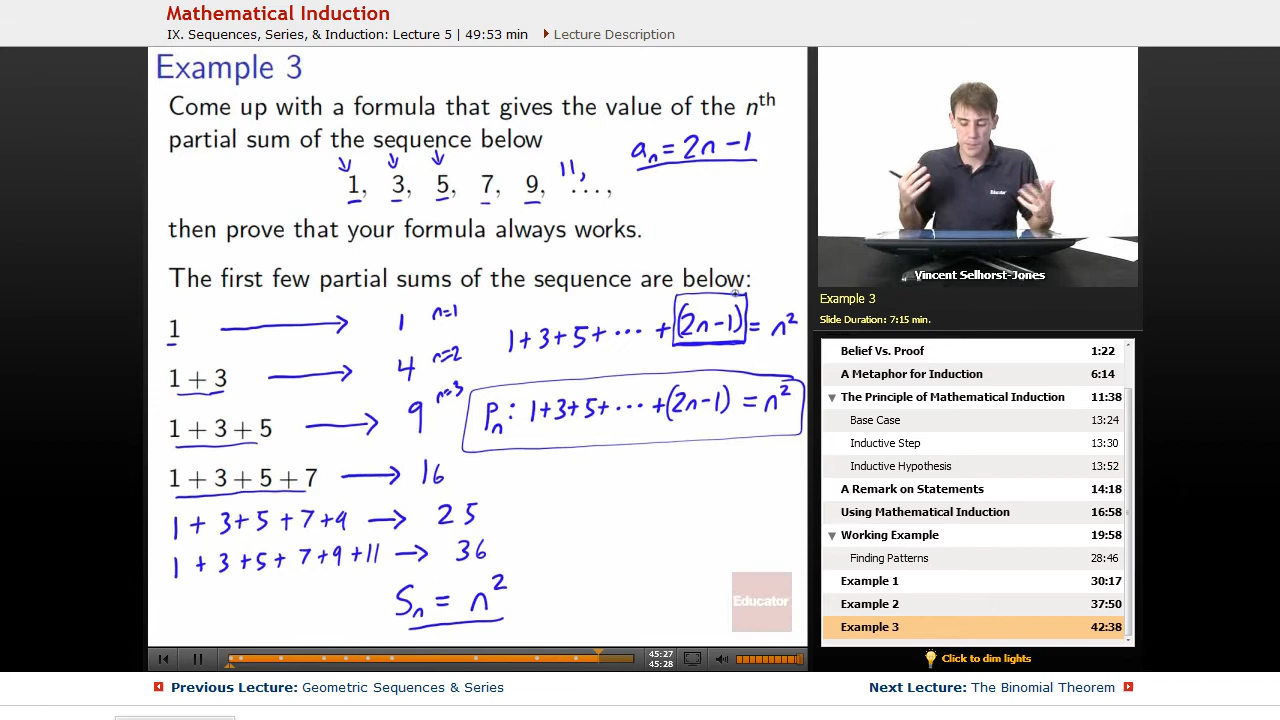 Mathematical Induction
IX. Sequences, Series, & Induction: Lecture 5 | 49:53 min
Lecture Description
Example 3
Come up with a formula that gives the value of the nth
partial sum of the sequence below
aₙ = 2n − 1
1, 3, 5, 7, 9, 11, ...,
then prove that your formula always works.
The first few partial sums of the sequence are below:
1 → 1 n=1
1 + 3 + 5 + ⋯ + (2n−1) = n²
1 + 3 → 4 n=2
Pₙ: 1 + 3 + 5 + ⋯ + (2n−1) = n²
1 + 3 + 5 → 9 n=3
1 + 3 + 5 + 7 → 16
1 + 3 + 5 + 7 + 9 → 25
1 + 3 + 5 + 7 + 9 + 11 → 36
Sₙ = n²
Educator
Educator
Vincent Selhorst-Jones
Example 3
Slide Duration: 7:15 min.
Belief Vs. Proof 1:22
A Metaphor for Induction 6:14
The Principle of Mathematical Induction 11:38
Base Case 13:24
Inductive Step 13:30
Inductive Hypothesis 13:52
A Remark on Statements 14:18
Using Mathematical Induction 16:58
Working Example 19:58
Finding Patterns 28:46
Example 1 30:17
Example 2 37:50
Example 3 42:38
45:27
45:28
Click to dim lights
Previous Lecture: Geometric Sequences & Series
Next Lecture: The Binomial Theorem